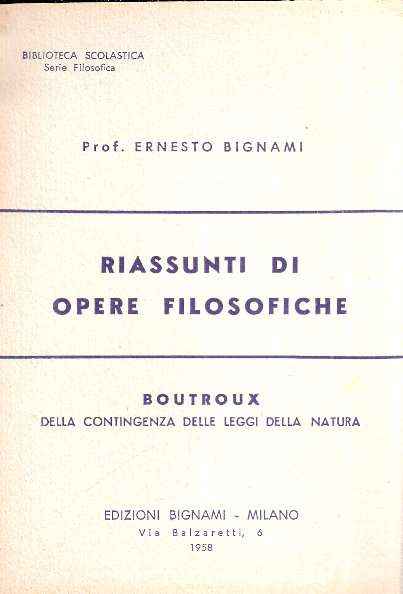 BIBLIOTECA SCOLASTICA
Serie Filosofica
Prof. ERNESTO BIGNAMI
RIASSUNTI DI
OPERE FILOSOFICHE
BOUTROUX
DELLA CONTINGENZA DELLE LEGGI DELLA NATURA
EDIZIONI BIGNAMI - MILANO
Via Balzaretti, 6
1958